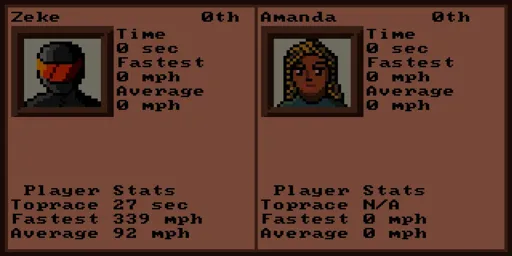 Zeke 0th
Time
0 sec
Fastest
0 mph
Average
0 mph
Player Stats
Toprace 27 sec
Fastest 339 mph
Average 92 mph
Amanda 0th
Time
0 sec
Fastest
0 mph
Average
0 mph
Player Stats
Toprace N/A
Fastest 0 mph
Average 0 mph